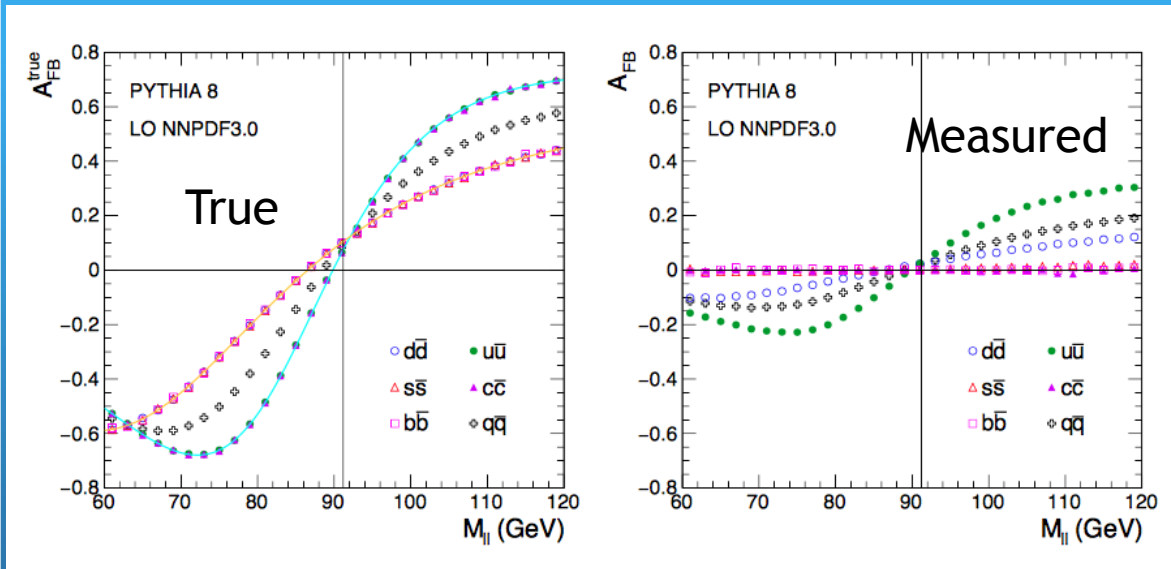 A_FB^true
0.8
0.6
0.4
0.2
0
−0.2
−0.4
−0.6
−0.8
PYTHIA 8
LO NNPDF3.0
True
dd̄
uū
ss̄
cc̄
bb̄
qq̄
60
70
80
90
100
110
120
M_ll (GeV)
A_FB
0.8
0.6
0.4
0.2
0
−0.2
−0.4
−0.6
−0.8
PYTHIA 8
LO NNPDF3.0
Measured
dd̄
uū
ss̄
cc̄
bb̄
qq̄
60
70
80
90
100
110
120
M_ll (GeV)